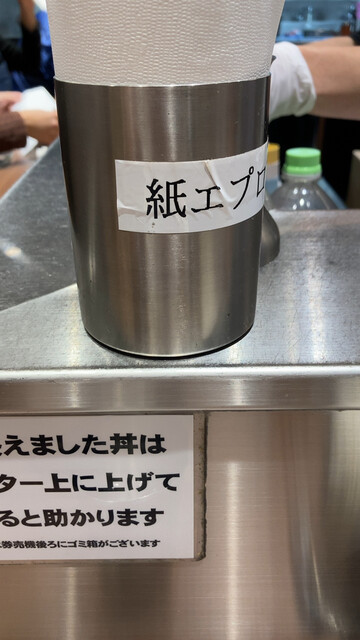 紙エプロ
えました丼は
ター上に上げて
ると助かります
券売機後ろにゴミ箱がございます